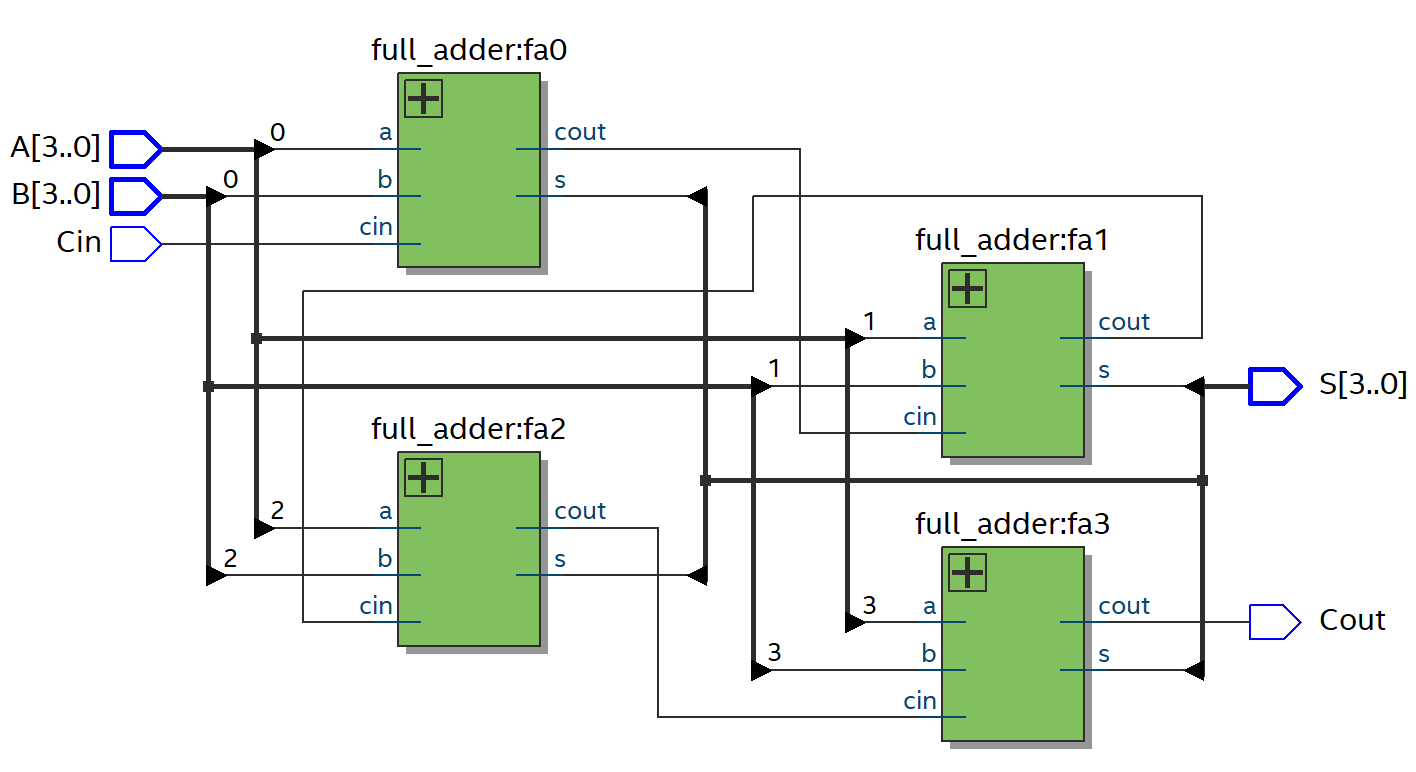 full_adder:fa0
A[3..0]
0
a
cout
B[3..0]
0
b
s
Cin
cin
full_adder:fa1
1
a
cout
1
b
s
S[3..0]
cin
full_adder:fa2
2
a
cout
2
b
s
cin
full_adder:fa3
3
a
cout
Cout
3
b
s
cin